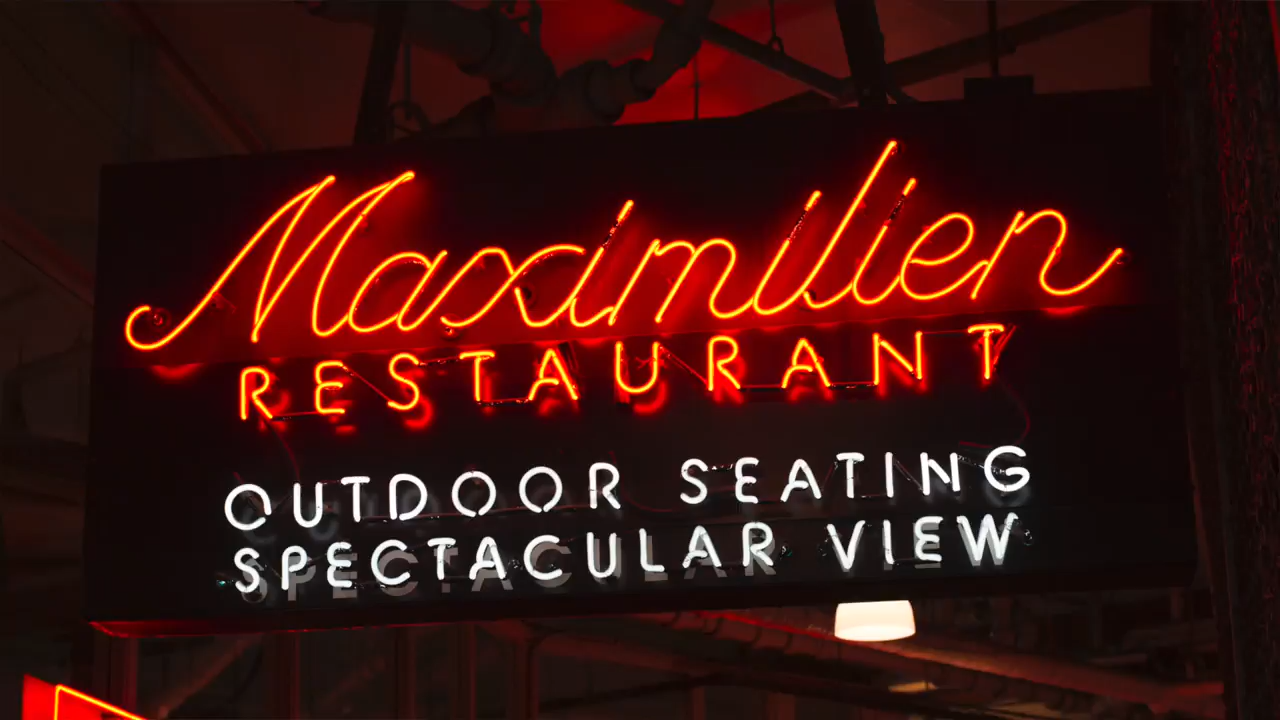 Maximilien
RESTAURANT
OUTDOOR SEATING
SPECTACULAR VIEW